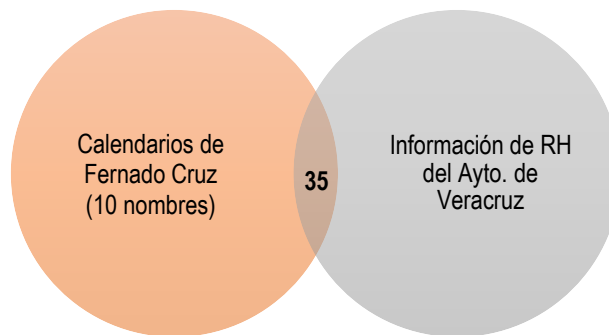 Calendarios de
Fernado Cruz
(10 nombres)
35
Información de RH
del Ayto. de
Veracruz